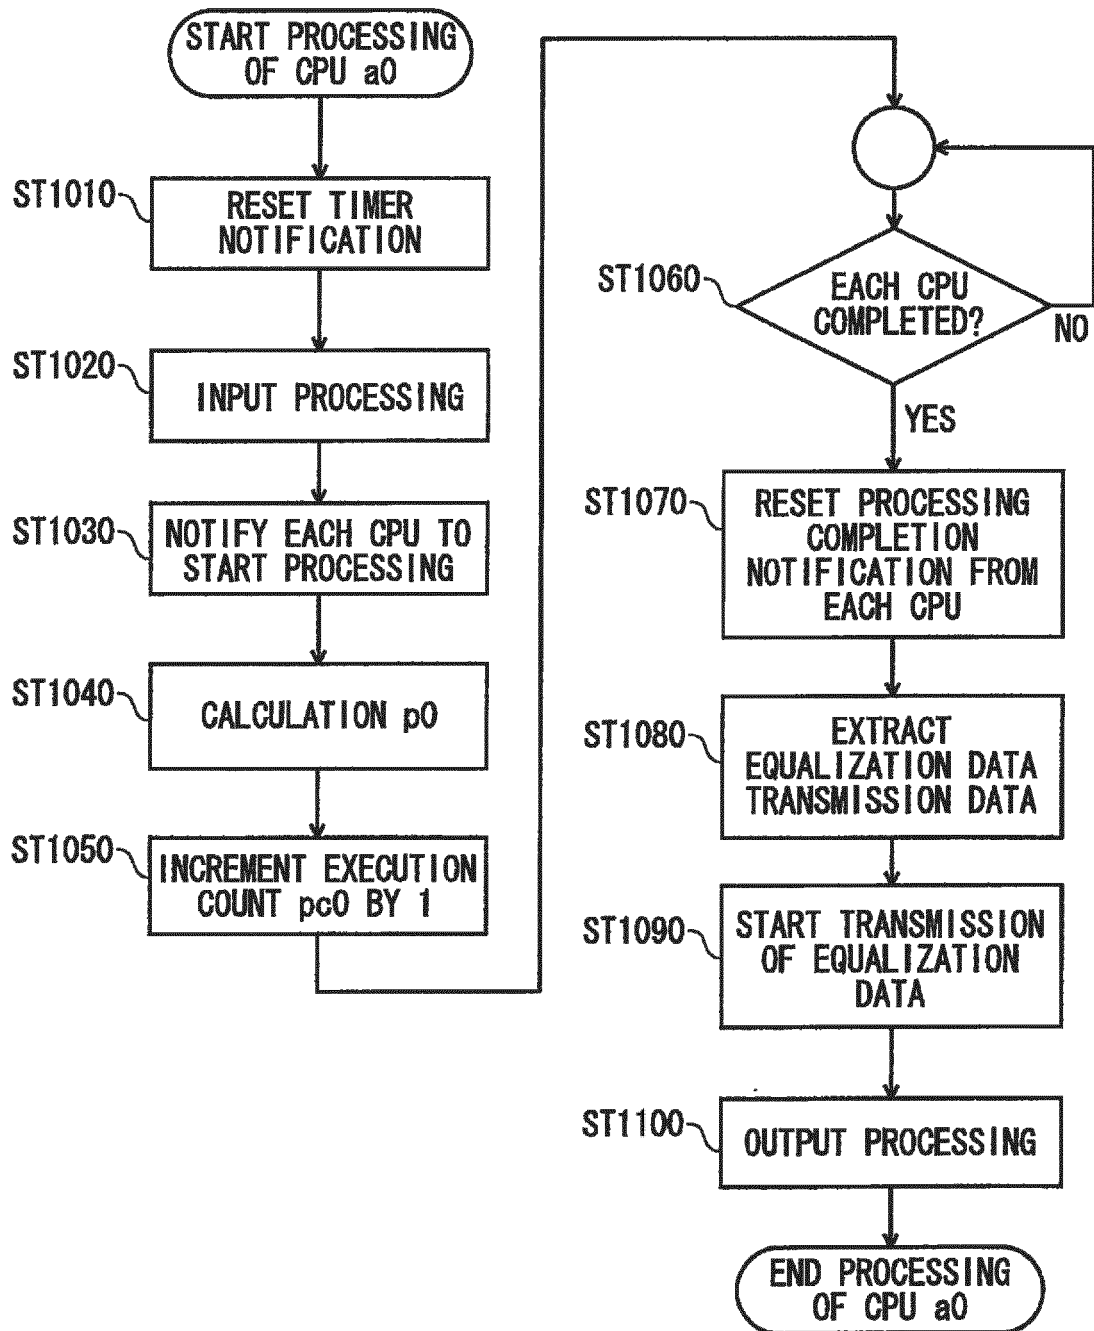 START PROCESSING
OF CPU a0
ST1010
RESET TIMER
NOTIFICATION
ST1020
INPUT PROCESSING
ST1030
NOTIFY EACH CPU TO
START PROCESSING
ST1040
CALCULATION p0
ST1050
INCREMENT EXECUTION
COUNT pc0 BY 1
ST1060
EACH CPU
COMPLETED?
NO
YES
ST1070
RESET PROCESSING
COMPLETION
NOTIFICATION FROM
EACH CPU
ST1080
EXTRACT
EQUALIZATION DATA
TRANSMISSION DATA
ST1090
START TRANSMISSION
OF EQUALIZATION
DATA
ST1100
OUTPUT PROCESSING
END PROCESSING
OF CPU a0